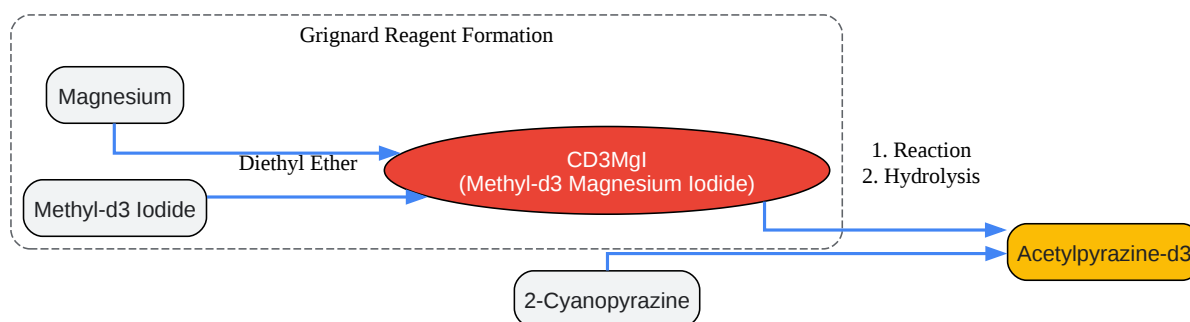 Grignard Reagent Formation
Magnesium
Diethyl Ether
CD3MgI
(Methyl-d3 Magnesium Iodide)
1. Reaction
2. Hydrolysis
Methyl-d3 Iodide
Acetylpyrazine-d3
2-Cyanopyrazine